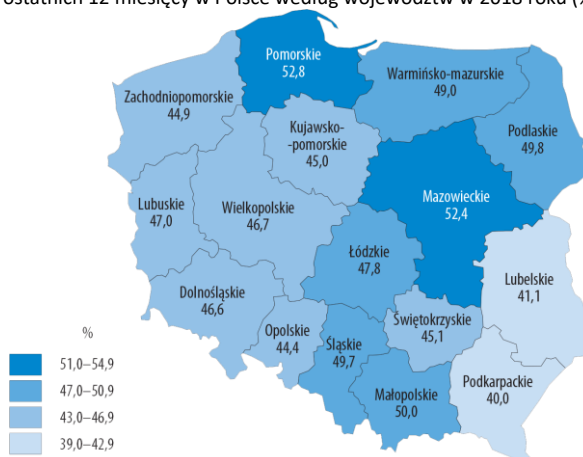 ostatnich 12 miesięcy w Polsce według województw w 2018 roku (%
Pomorskie
52,8
Warmińsko-mazurskie
49,0
Zachodniopomorskie
44,9
Kujawsko-
-pomorskie
45,0
Podlaskie
49,8
Lubuskie
47,0
Wielkopolskie
46,7
Mazowieckie
52,4
Łódzkie
47,8
Lubelskie
41,1
Dolnośląskie
46,6
Opolskie
44,4
Śląskie
49,7
Świętokrzyskie
45,1
Małopolskie
50,0
Podkarpackie
40,0
%
51,0–54,9
47,0–50,9
43,0–46,9
39,0–42,9